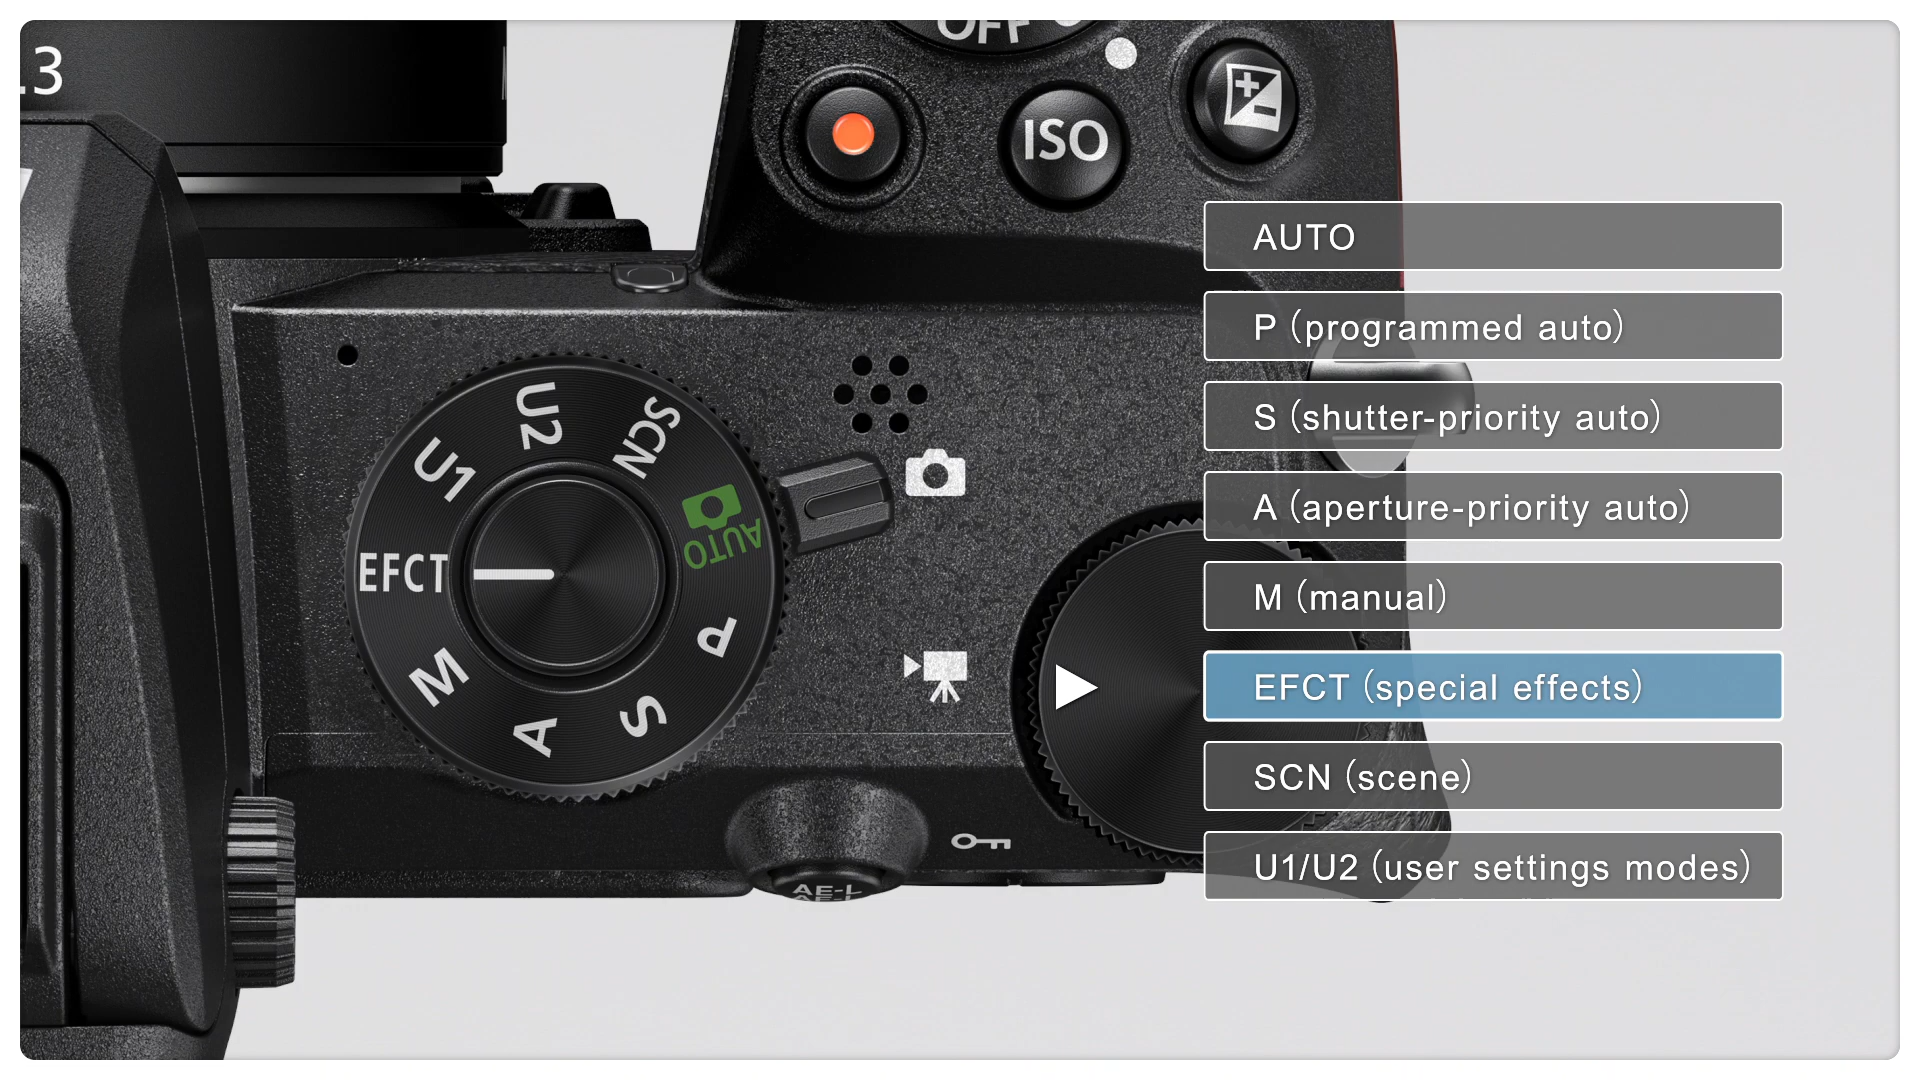 .3
OFF
ISO
U2
SCN
U1
AUTO
EFCT
P
M
S
A
AE-L
AUTO
P (programmed auto)
S (shutter-priority auto)
A (aperture-priority auto)
M (manual)
EFCT (special effects)
SCN (scene)
U1/U2 (user settings modes)